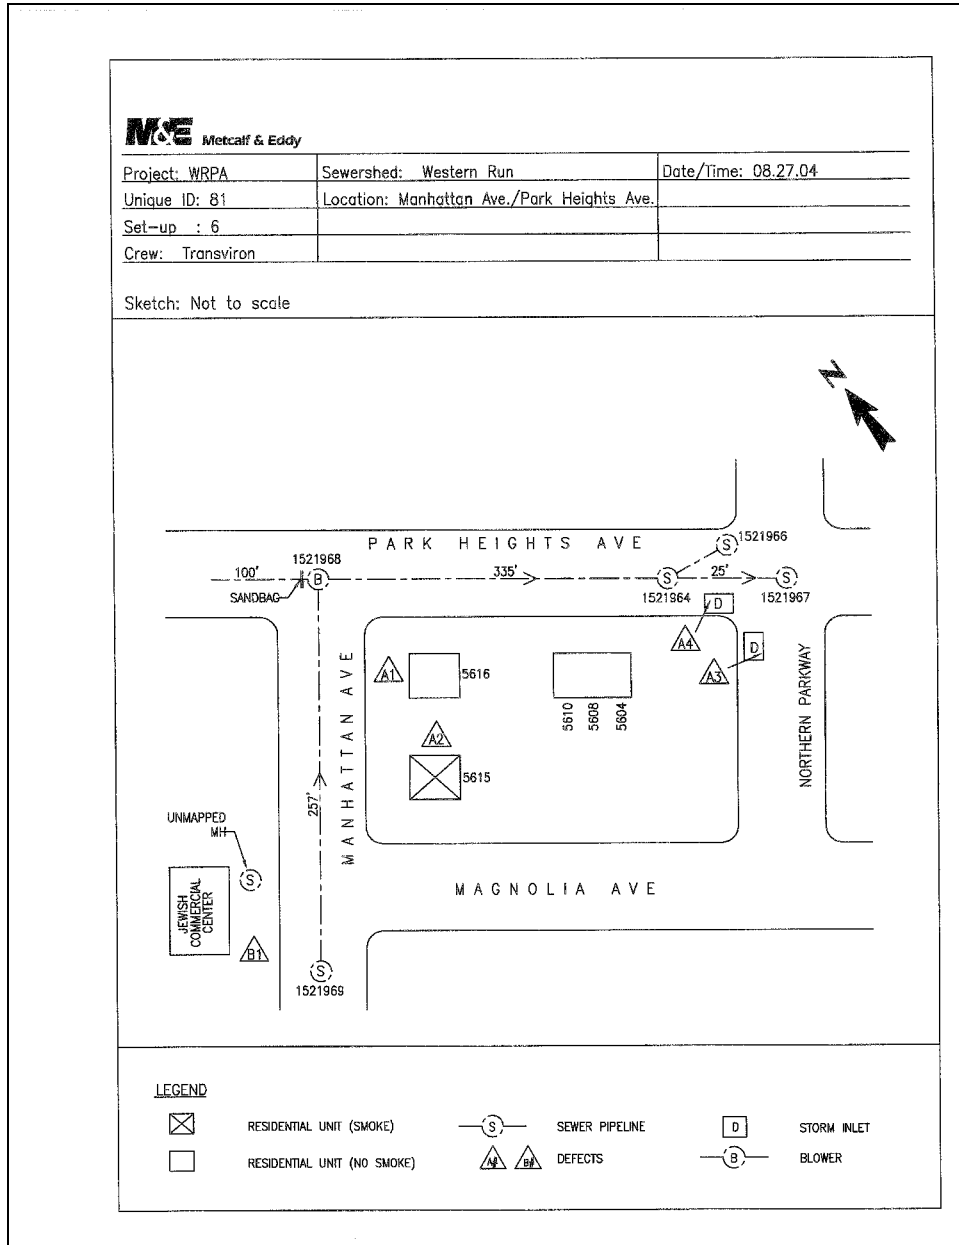 M&E Metcalf & Eddy
Project: WRPA
Sewershed: Western Run
Date/Time: 08.27.04
Unique ID: 81
Location: Manhattan Ave./Park Heights Ave.
Set-up : 6
Crew: Transviron
Sketch: Not to scale
N
PARK HEIGHTS AVE
1521966
S
1521968
100'
B
335'
S
25'
S
SANDBAG
1521964
1521967
D
A4
D
A3
A1
5616
5610
5608
5604
MANHATTAN AVE
NORTHERN PARKWAY
A2
5615
257'
UNMAPPED
MH
S
JEWISH
COMMERCIAL
CENTER
MAGNOLIA AVE
B1
S
1521969
LEGEND
RESIDENTIAL UNIT (SMOKE)
S
SEWER PIPELINE
D
STORM INLET
RESIDENTIAL UNIT (NO SMOKE)
DEFECTS
B
BLOWER